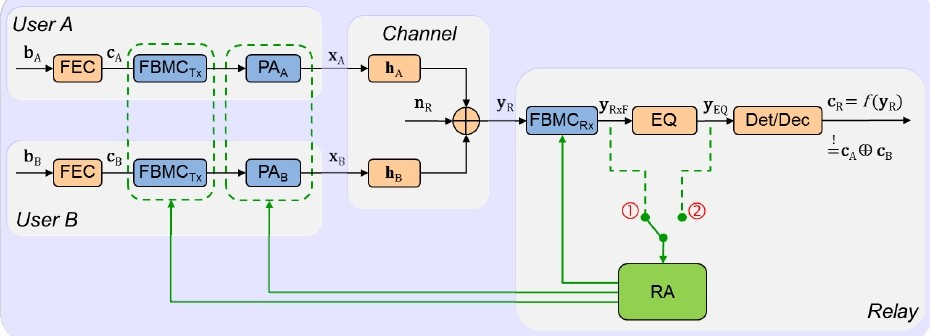 User A
b_A
FEC
c_A
FBMC_Tx
PA_A
x_A
Channel
h_A
n_R
y_R
User B
b_B
FEC
c_B
FBMC_Tx
PA_B
x_B
h_B
FBMC_Rx
y_RxF
EQ
y_EQ
Det/Dec
c_R = f(y_R)
!
= c_A ⊕ c_B
①
②
RA
Relay